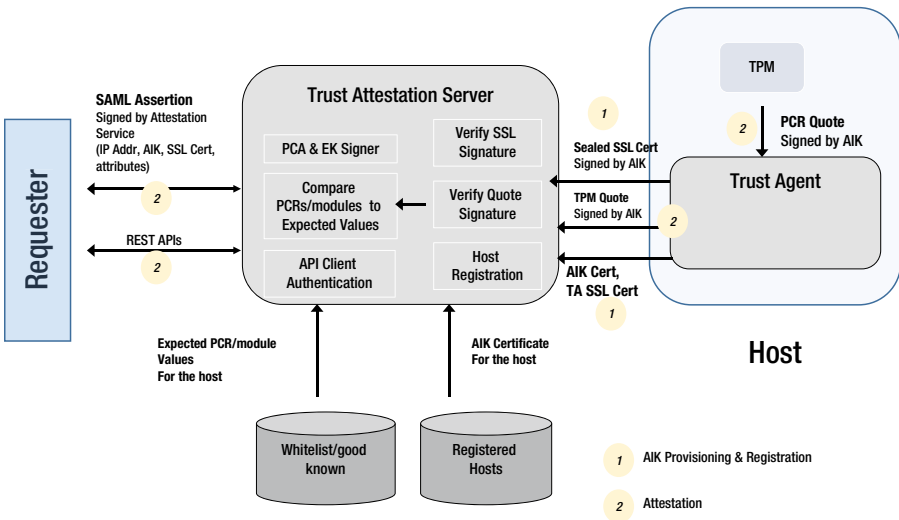 Requester
SAML Assertion
Signed by Attestation
Service
(IP Addr, AIK, SSL Cert,
attributes)
2
REST APIs
2
Trust Attestation Server
PCA & EK Signer
Compare
PCRs/modules to
Expected Values
API Client
Authentication
Verify SSL
Signature
Verify Quote
Signature
Host
Registration
1
Sealed SSL Cert
Signed by AIK
TPM Quote
Signed by AIK
2
AIK Cert,
TA SSL Cert
1
TPM
2
PCR Quote
Signed by AIK
Trust Agent
Host
Expected PCR/module
Values
For the host
AIK Certificate
For the host
Whitelist/good
known
Registered
Hosts
1
AIK Provisioning & Registration
2
Attestation